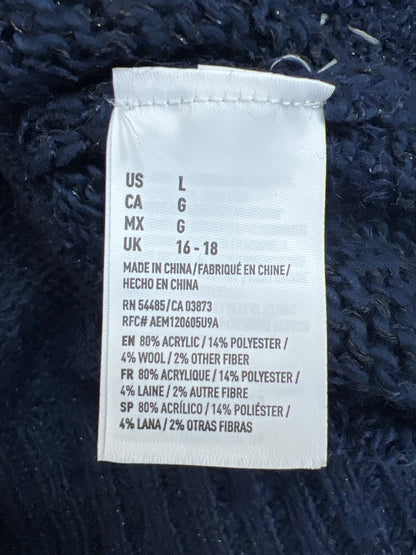 US L
CA G
MX G
UK 16 - 18
MADE IN CHINA / FABRIQUÉ EN CHINE /
HECHO EN CHINA
RN 54485 / CA 03873
RFC# AEM120605U9A
EN 80% ACRYLIC / 14% POLYESTER /
4% WOOL / 2% OTHER FIBER
FR 80% ACRYLIQUE / 14% POLYESTER /
4% LAINE / 2% AUTRE FIBRE
SP 80% ACRÍLICO / 14% POLIÉSTER /
4% LANA / 2% OTRAS FIBRAS